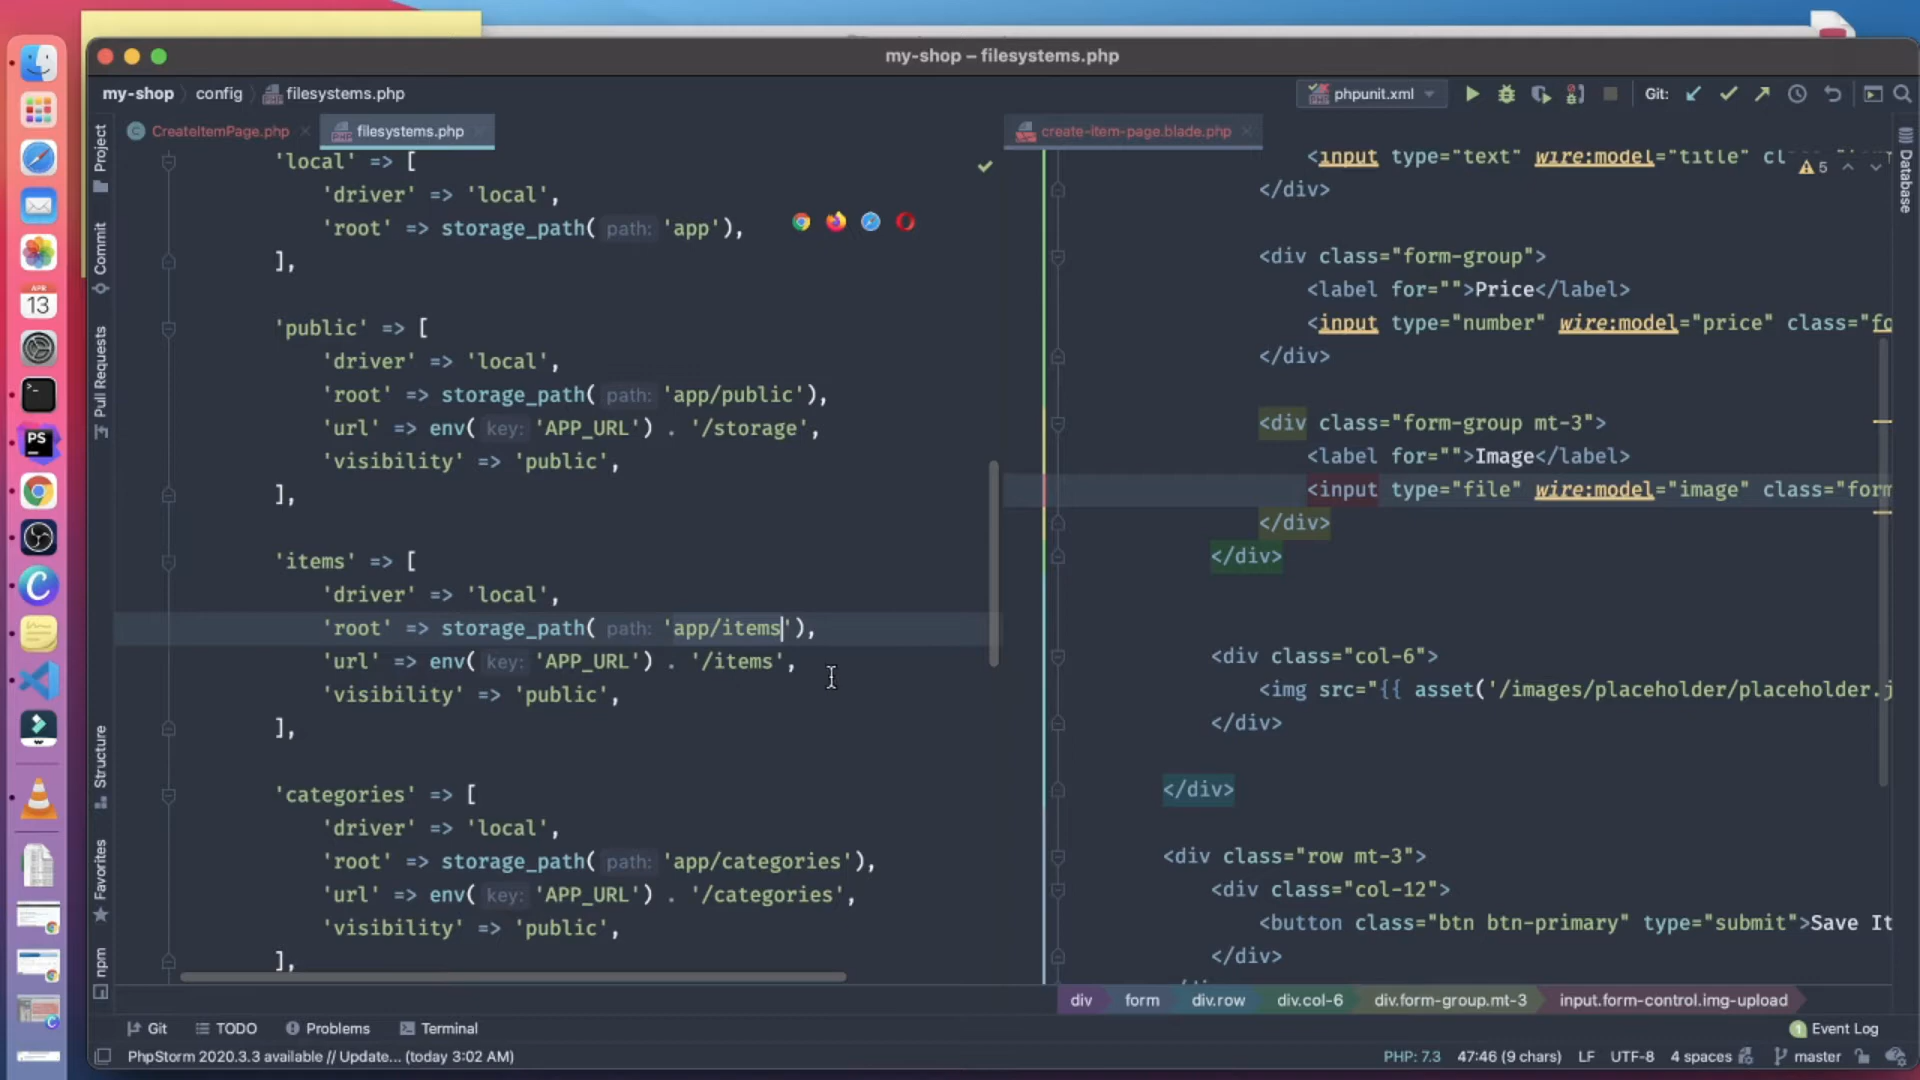 my-shop – filesystems.php
my-shop
config
filesystems.php
phpunit.xml
Git:
CreateItemPage.php
filesystems.php
create-item-page.blade.php
Project
Commit
Pull Requests
Structure
Favorites
npm
Database
APR
13
PS
'local' => [
'driver' => 'local',
'root' => storage_path( path: 'app'),
],
'public' => [
'driver' => 'local',
'root' => storage_path( path: 'app/public'),
'url' => env( key: 'APP_URL') . '/storage',
'visibility' => 'public',
],
'items' => [
'driver' => 'local',
'root' => storage_path( path: 'app/items'),
'url' => env( key: 'APP_URL') . '/items',
'visibility' => 'public',
],
'categories' => [
'driver' => 'local',
'root' => storage_path( path: 'app/categories'),
'url' => env( key: 'APP_URL') . '/categories',
'visibility' => 'public',
],
<input type="text" wire:model="title" cl
5
</div>
<div class="form-group">
<label for="">Price</label>
<input type="number" wire:model="price" class="fo
</div>
<div class="form-group mt-3">
<label for="">Image</label>
<input type="file" wire:model="image" class="form
</div>
</div>
<div class="col-6">
<img src="{{ asset('/images/placeholder/placeholder.j
</div>
</div>
<div class="row mt-3">
<div class="col-12">
<button class="btn btn-primary" type="submit">Save It
</div>
div
form
div.row
div.col-6
div.form-group.mt-3
input.form-control.img-upload
Git
TODO
Problems
Terminal
1 Event Log
PhpStorm 2020.3.3 available // Update... (today 3:02 AM)
PHP: 7.3
47:46 (9 chars)
LF
UTF-8
4 spaces
master